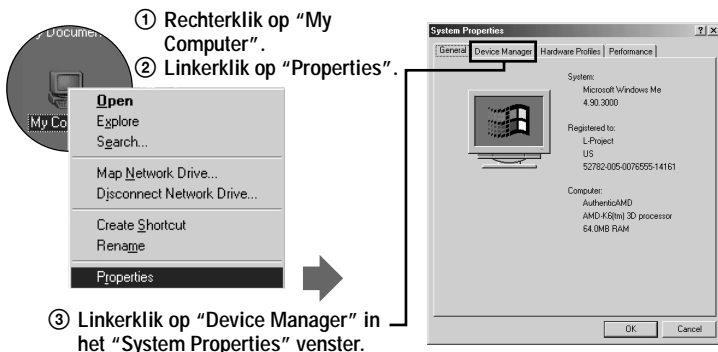 ① Rechterklik op “My
Computer”.
② Linkerklik op “Properties”.
My Co
Open
Explore
Search...
Map Network Drive...
Disconnect Network Drive...
Create Shortcut
Rename
Properties
③ Linkerklik op “Device Manager” in
het “System Properties” venster.
System Properties
General Device Manager Hardware Profiles Performance
System:
Microsoft Windows Me
4.90.3000
Registered to:
L-Project
US
52782-005-0076555-14161
Computer:
AuthenticAMD
AMD-K6(tm) 3D processor
64.0MB RAM
OK Cancel